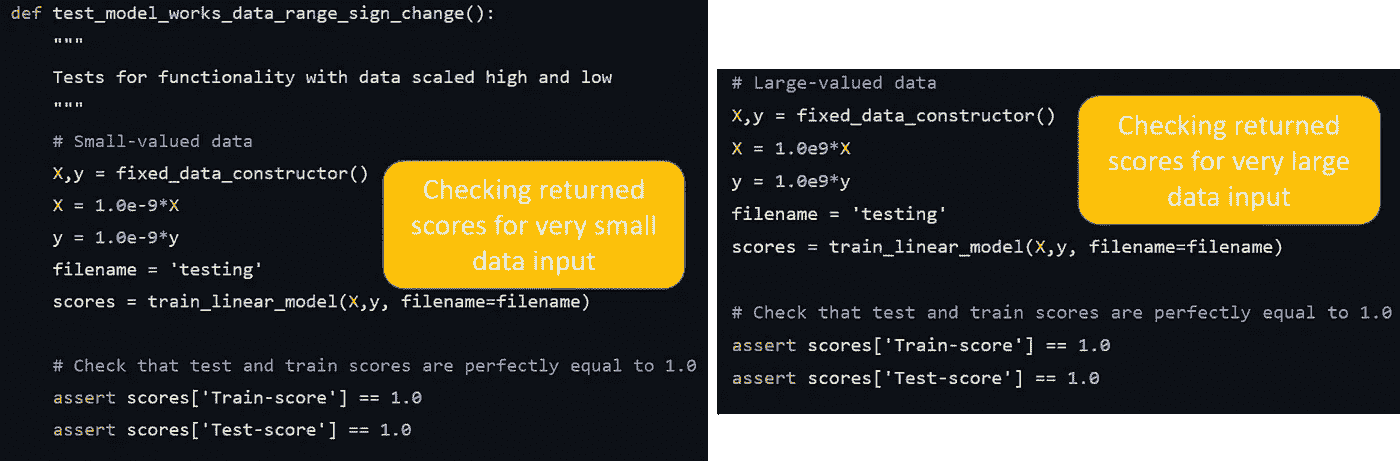 def test_model_works_data_range_sign_change():
"""
Tests for functionality with data scaled high and low
"""
# Small-valued data
X,y = fixed_data_constructor()
X = 1.0e-9*X
y = 1.0e-9*y
filename = 'testing'
scores = train_linear_model(X,y, filename=filename)
# Check that test and train scores are perfectly equal to 1.0
assert scores['Train-score'] == 1.0
assert scores['Test-score'] == 1.0
Checking returned
scores for very small
data input
# Large-valued data
X,y = fixed_data_constructor()
X = 1.0e9*X
y = 1.0e9*y
filename = 'testing'
scores = train_linear_model(X,y, filename=filename)
# Check that test and train scores are perfectly equal to 1.0
assert scores['Train-score'] == 1.0
assert scores['Test-score'] == 1.0
Checking returned
scores for very large
data input